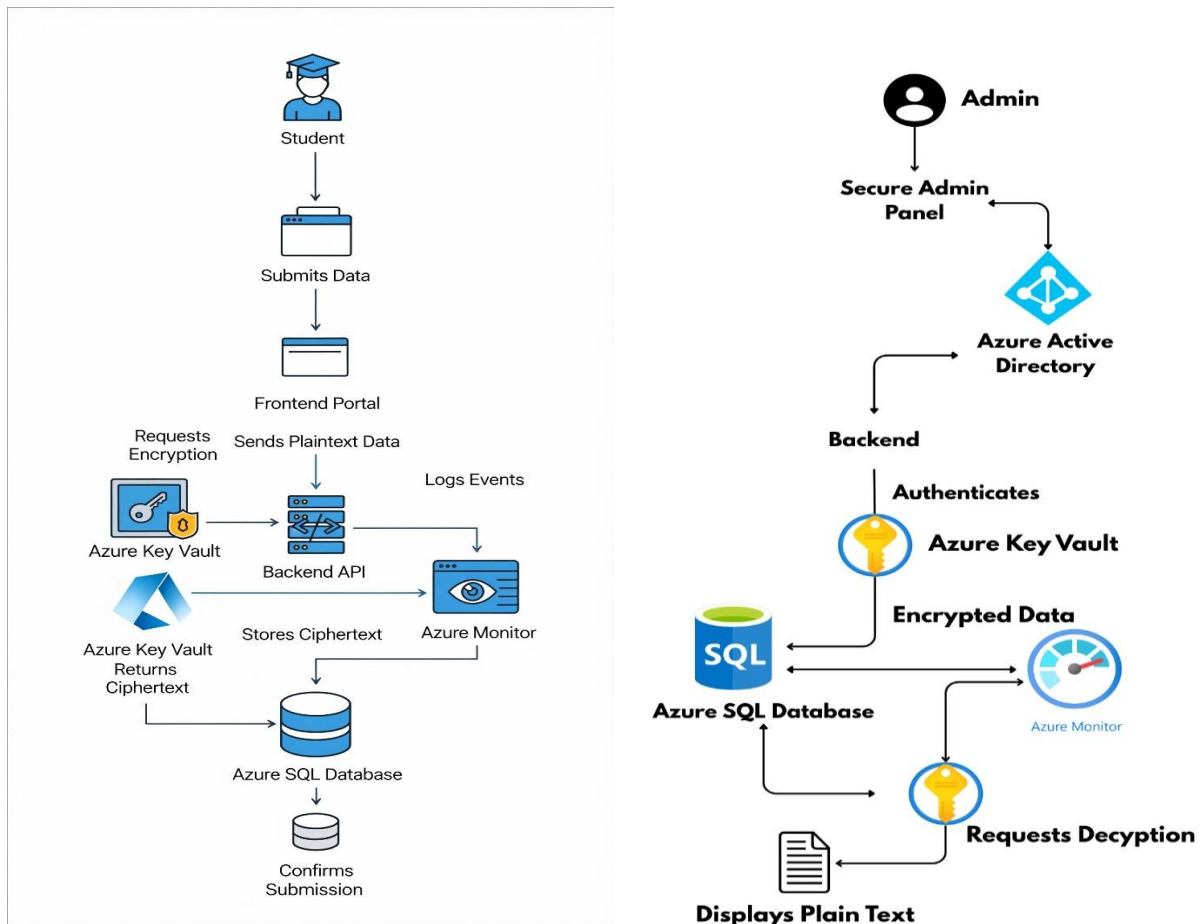 Student
Submits Data
Frontend Portal
Requests
Encryption
Sends Plaintext Data
Logs Events
Azure Key Vault
Backend API
Azure Key Vault
Returns
Ciphertext
Stores Ciphertext
Azure Monitor
Azure SQL Database
Confirms
Submission
Admin
Secure Admin
Panel
Azure Active
Directory
Backend
Authenticates
Azure Key Vault
Encrypted Data
SQL
Azure SQL Database
Azure Monitor
Requests Decyption
Displays Plain Text